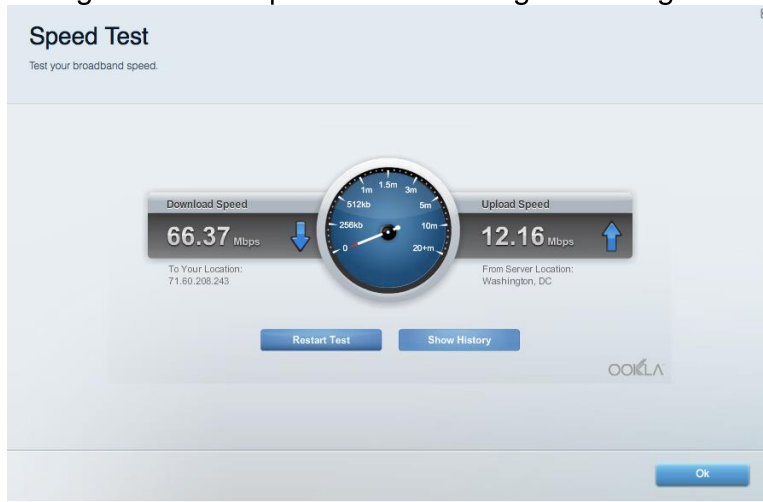 Speed Test
Test your broadband speed.
1m 1.5m 3m
512kb 5m
256kb 10m
0 20+m
Download Speed
66.37 Mbps
To Your Location:
71.60.208.243
Upload Speed
12.16 Mbps
From Server Location:
Washington, DC
Restart Test Show History
OOKLA
Ok